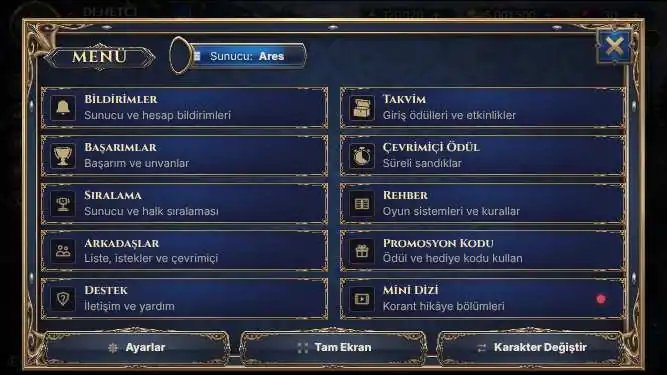 DENETÇİ
MENÜ
Sunucu: Ares
BİLDİRİMLER
Sunucu ve hesap bildirimleri
TAKVİM
Giriş ödülleri ve etkinlikler
BAŞARIMLAR
Başarım ve unvanlar
ÇEVRİMİÇİ ÖDÜL
Süreli sandıklar
SIRALAMA
Sunucu ve halk sıralaması
REHBER
Oyun sistemleri ve kurallar
ARKADAŞLAR
Liste, istekler ve çevrimiçi
PROMOSYON KODU
Ödül ve hediye kodu kullan
DESTEK
İletişim ve yardım
MİNİ DİZİ
Korant hikâye bölümleri
Ayarlar
Tam Ekran
Karakter Değiştir